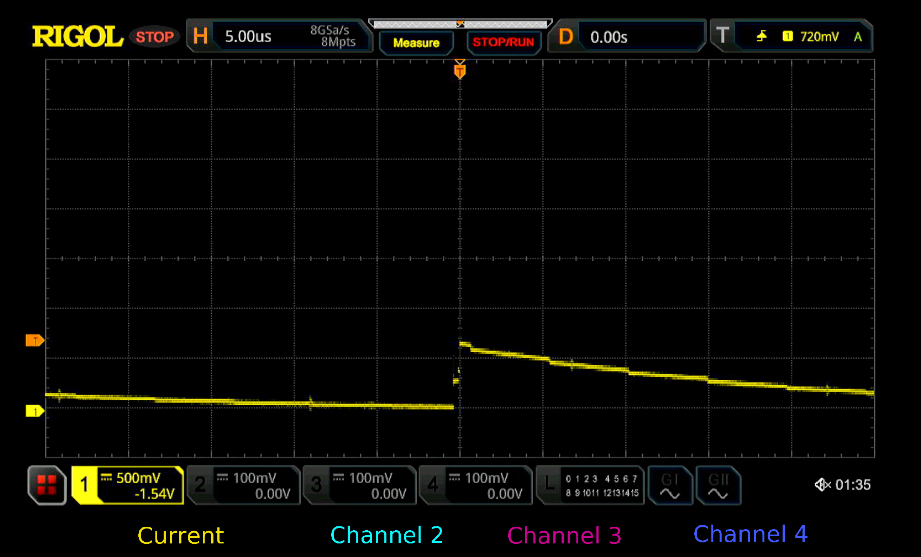 RIGOL STOP H 5.00us 8GSa/s Measure STOP/RUN D 0.00s T 1 720mV A
8Mpts
T
T
1
1 500mV 2 100mV 3 100mV 4 100mV L 0 1 2 3 4 5 6 7 GI GII 01:35
-1.54V 0.00V 0.00V 0.00V 8 9 10 11 12 13 14 15
Current Channel 2 Channel 3 Channel 4